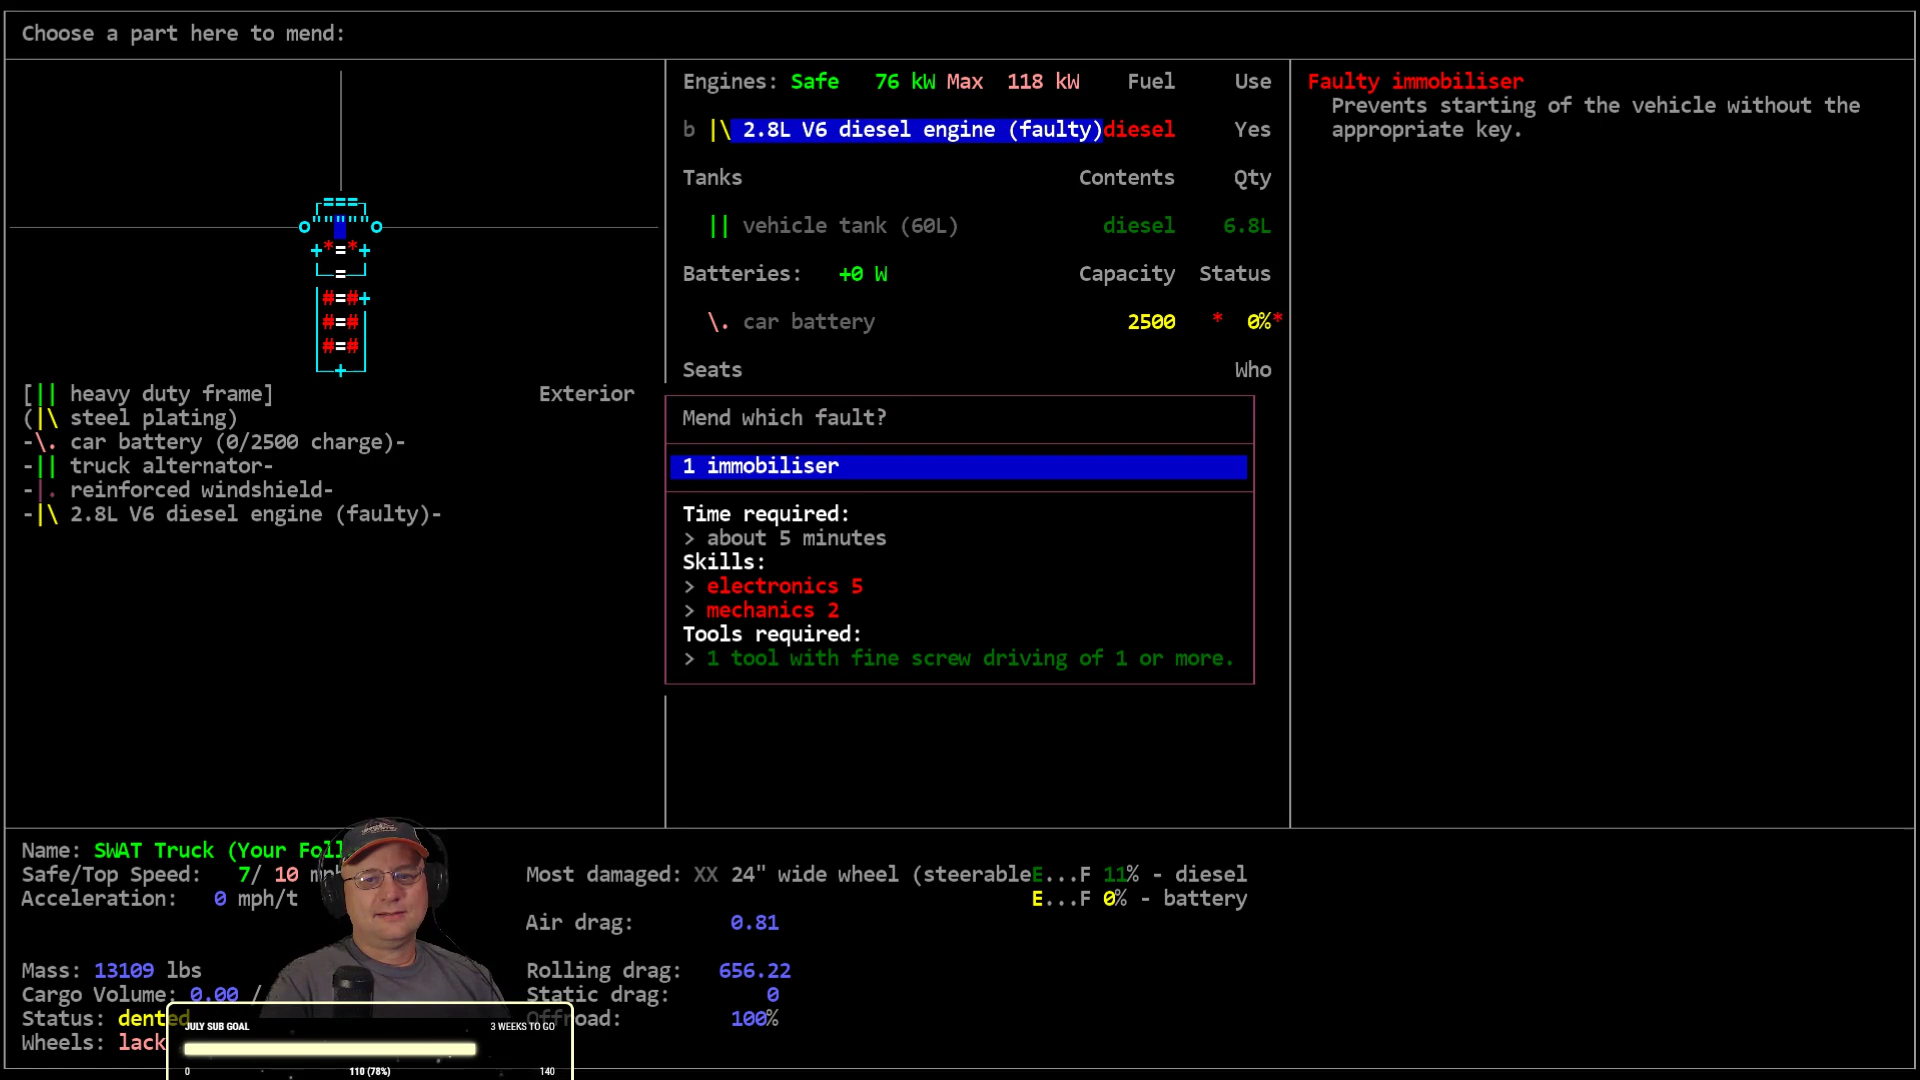 Choose a part here to mend:
Engines: Safe 76 kW Max 118 kW Fuel Use
b |\ 2.8L V6 diesel engine (faulty)diesel Yes
Tanks Contents Qty
|| vehicle tank (60L) diesel 6.8L
Batteries: +0 W Capacity Status
\. car battery 2500 * 0%*
Seats Who
Faulty immobiliser
Prevents starting of the vehicle without the
appropriate key.
[|| heavy duty frame] Exterior
(|\ steel plating)
-\. car battery (0/2500 charge)-
-|| truck alternator-
-|. reinforced windshield-
-|\ 2.8L V6 diesel engine (faulty)-
Mend which fault?
1 immobiliser
Time required:
> about 5 minutes
Skills:
> electronics 5
> mechanics 2
Tools required:
> 1 tool with fine screw driving of 1 or more.
Name: SWAT Truck (Your Foll
Safe/Top Speed: 7/ 10 mph
Acceleration: 0 mph/t
Mass: 13109 lbs
Cargo Volume: 0.00 /
Status: dented
Wheels: lack
Most damaged: XX 24" wide wheel (steerable
Air drag: 0.81
Rolling drag: 656.22
Static drag: 0
Offroad: 100%
E...F 11% - diesel
E...F 0% - battery
JULY SUB GOAL 3 WEEKS TO GO
0 110 (78%) 140